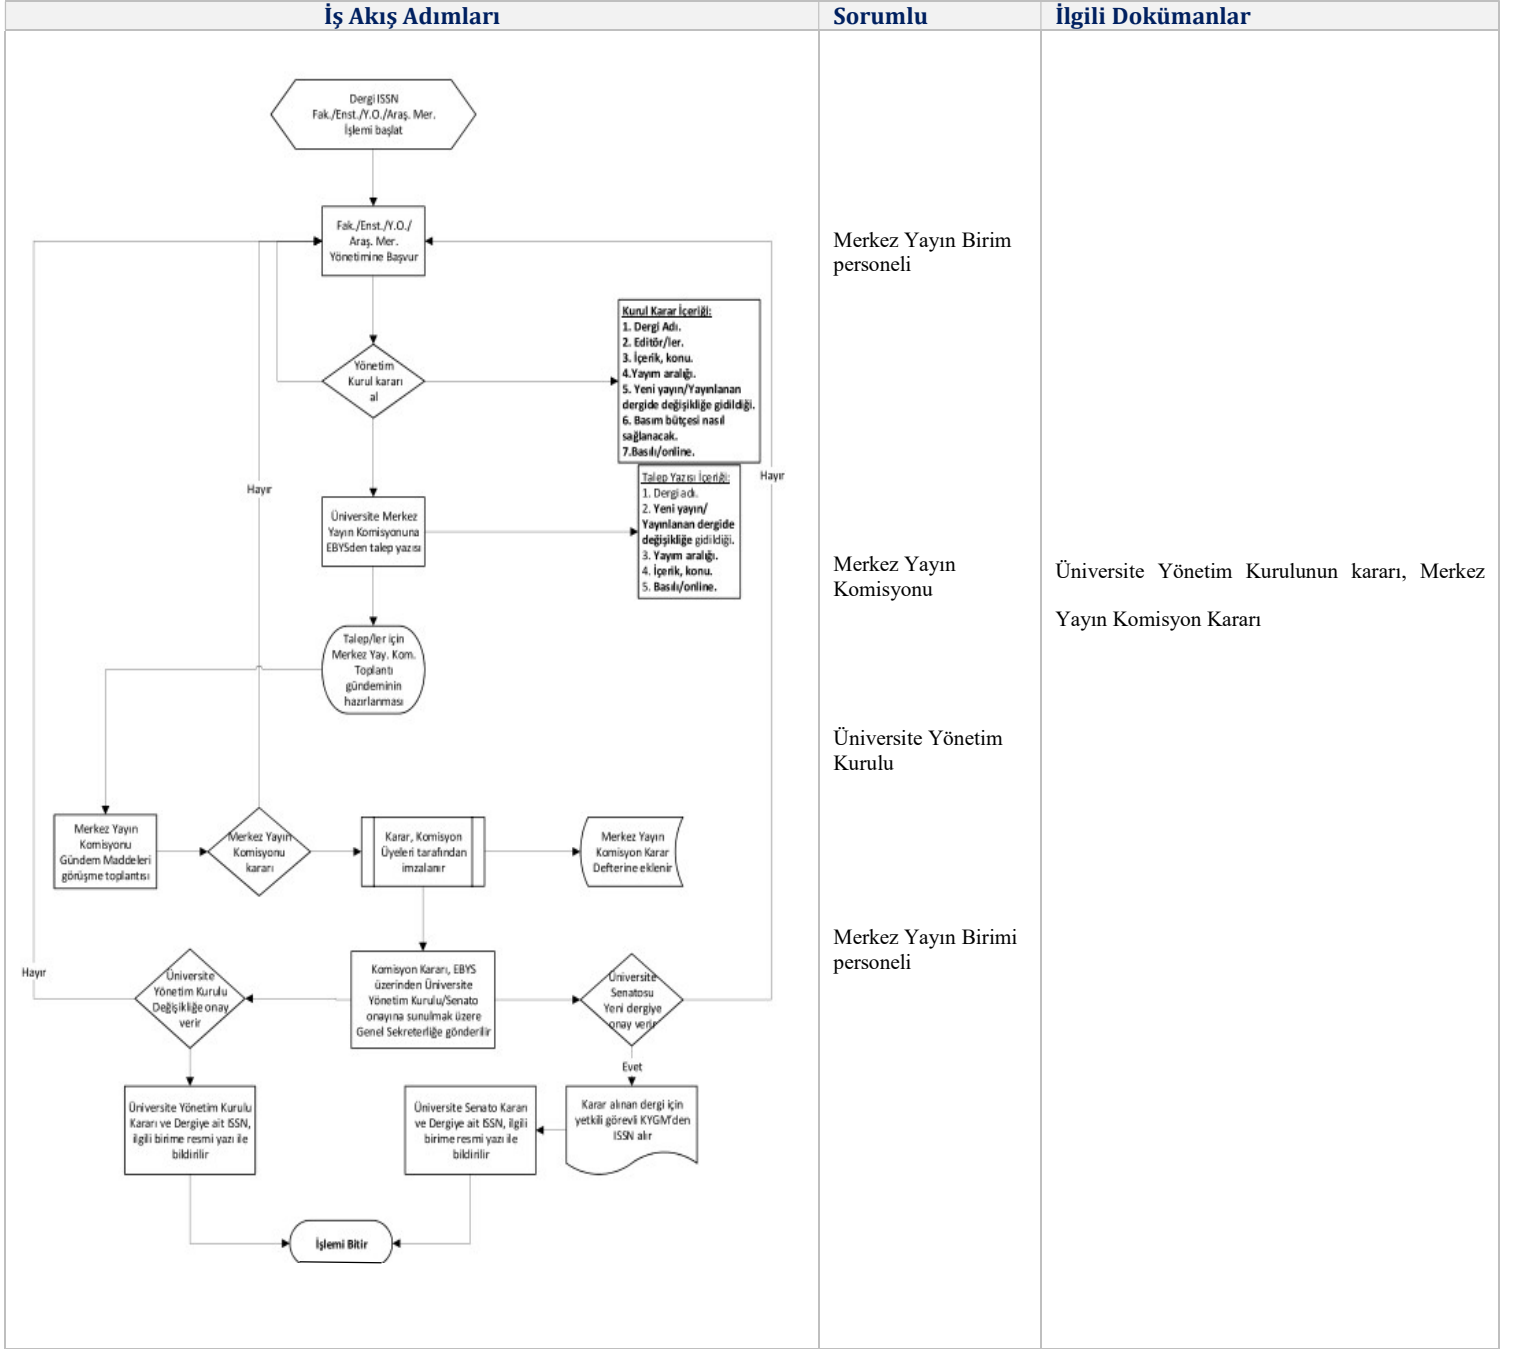 İş Akış Adımları
Sorumlu
İlgili Dokümanlar
Dergi ISSN
Fak./Enst./Y.O./Araş. Mer.
İşlemi başlat
Fak./Enst./Y.O./
Araş. Mer.
Yönetimine Başvur
Yönetim
Kurul kararı
al
Kurul Karar İçeriği:
1. Dergi Adı.
2. Editör/ler.
3. İçerik, konu.
4.Yayım aralığı.
5. Yeni yayın/Yayınlanan
dergide değişikliğe gidildiği.
6. Basım bütçesi nasıl
sağlanacak.
7.Basılı/online.
Hayır
Hayır
Üniversite Merkez
Yayın Komisyonuna
EBYSden talep yazısı
Talep Yazısı İçeriği:
1. Dergi adı.
2. Yeni yayın/
Yayınlanan dergide
değişikliğe gidildiği.
3. Yayım aralığı.
4. İçerik, konu.
5. Basılı/online.
Talep/ler için
Merkez Yay. Kom.
Toplantı
gündeminin
hazırlanması
Merkez Yayın
Komisyonu
Gündem Maddeleri
görüşme toplantısı
Merkez Yayın
Komisyonu
kararı
Karar, Komisyon
Üyeleri tarafından
imzalanır
Merkez Yayın
Komisyon Karar
Defterine eklenir
Hayır
Üniversite
Yönetim Kurulu
Değişikliğe onay
verir
Komisyon Kararı, EBYS
üzerinden Üniversite
Yönetim Kurulu/Senato
onayına sunulmak üzere
Genel Sekreterliğe gönderilir
Üniversite
Senatosu
Yeni dergiye
onay verir
Evet
Üniversite Yönetim Kurulu
Kararı ve Dergiye ait ISSN,
ilgili birime resmi yazı ile
bildirilir
Üniversite Senato Kararı
ve Dergiye ait ISSN, ilgili
birime resmi yazı ile
bildirilir
Karar alınan dergi için
yetkili görevli KYGM'den
ISSN alır
İşlemi Bitir
Merkez Yayın Birim
personeli
Merkez Yayın
Komisyonu
Üniversite Yönetim
Kurulu
Merkez Yayın Birimi
personeli
Üniversite Yönetim Kurulunun kararı, Merkez
Yayın Komisyon Kararı